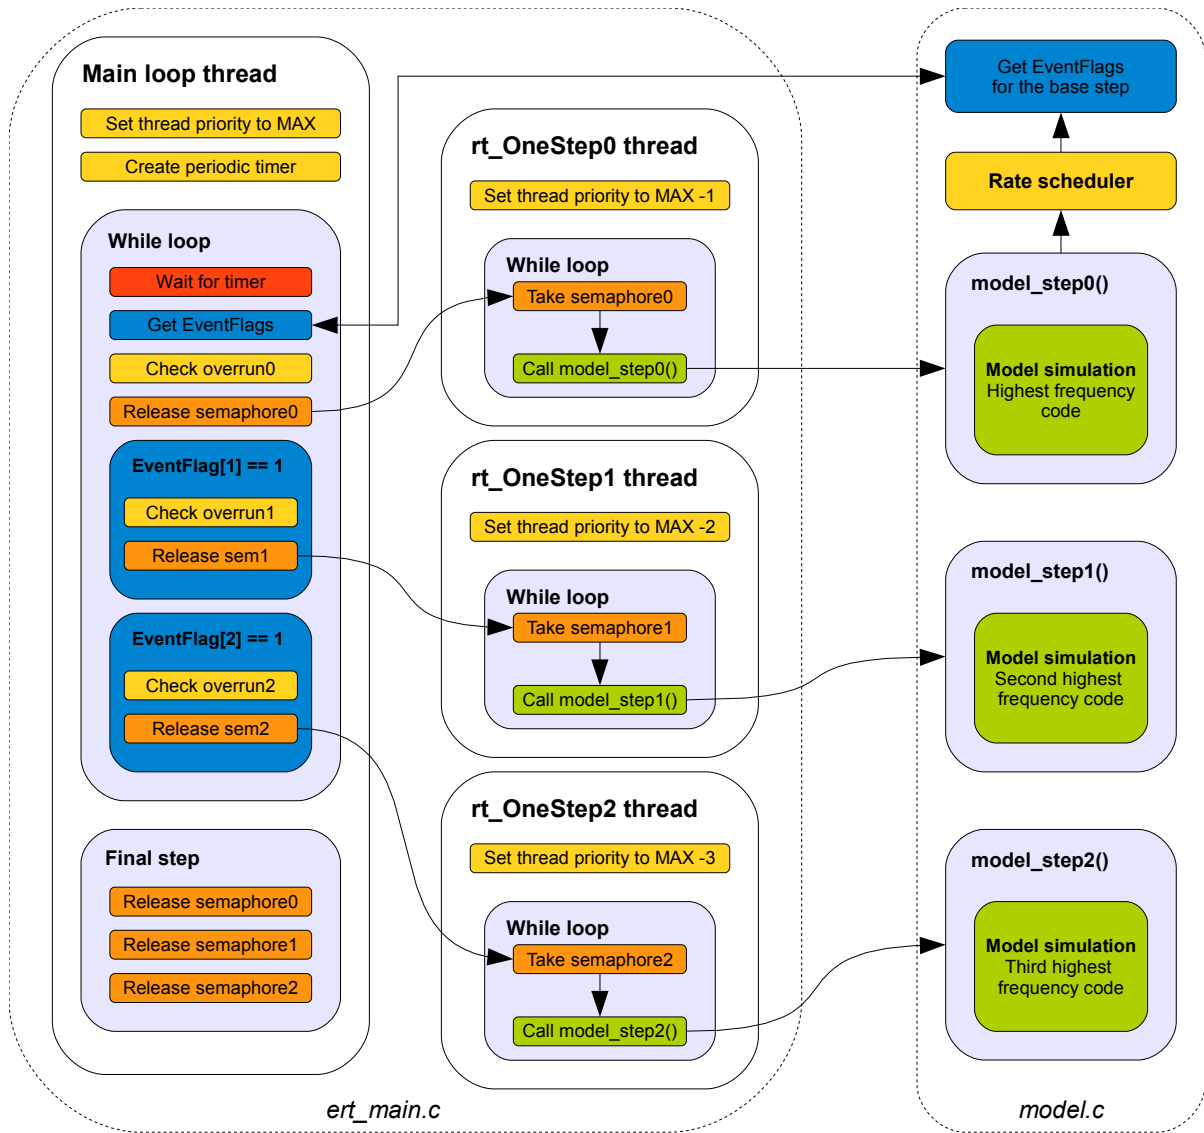 Main loop thread
Set thread priority to MAX
Create periodic timer
While loop
Wait for timer
Get EventFlags
Check overrun0
Release semaphore0
EventFlag[1] == 1
Check overrun1
Release sem1
EventFlag[2] == 1
Check overrun2
Release sem2
Final step
Release semaphore0
Release semaphore1
Release semaphore2
rt_OneStep0 thread
Set thread priority to MAX -1
While loop
Take semaphore0
Call model_step0()
rt_OneStep1 thread
Set thread priority to MAX -2
While loop
Take semaphore1
Call model_step1()
rt_OneStep2 thread
Set thread priority to MAX -3
While loop
Take semaphore2
Call model_step2()
ert_main.c
Get EventFlags
for the base step
Rate scheduler
model_step0()
Model simulation
Highest frequency
code
model_step1()
Model simulation
Second highest
frequency code
model_step2()
Model simulation
Third highest
frequency code
model.c